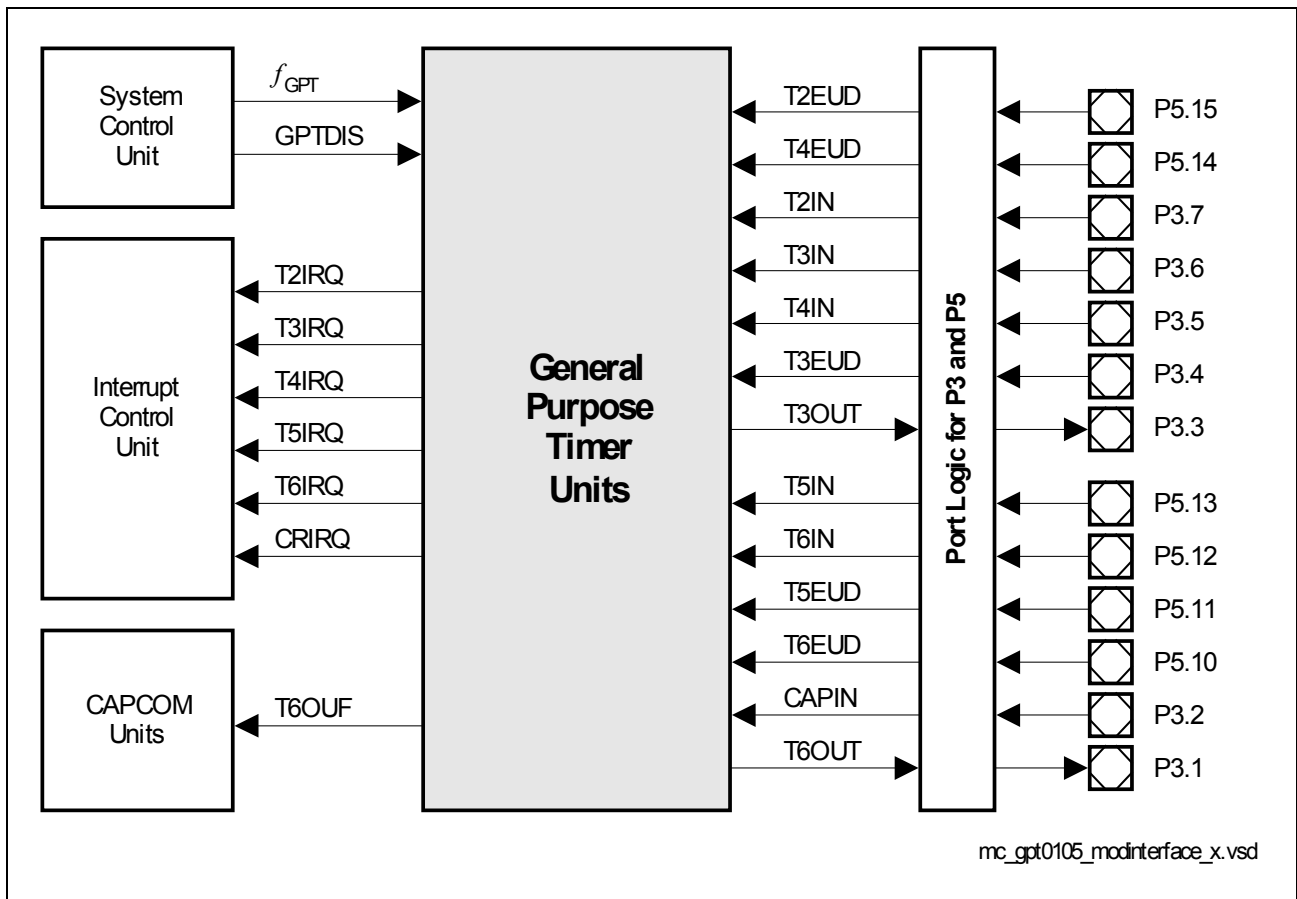 System
Control
Unit
f GPT
GPTDIS
Interrupt
Control
Unit
T2IRQ
T3IRQ
T4IRQ
T5IRQ
T6IRQ
CRIRQ
CAPCOM
Units
T6OUF
General
Purpose
Timer
Units
T2EUD
T4EUD
T2IN
T3IN
T4IN
T3EUD
T3OUT
T5IN
T6IN
T5EUD
T6EUD
CAPIN
T6OUT
Port Logic for P3 and P5
P5.15
P5.14
P3.7
P3.6
P3.5
P3.4
P3.3
P5.13
P5.12
P5.11
P5.10
P3.2
P3.1
mc_gpt0105_modinterface_x.vsd